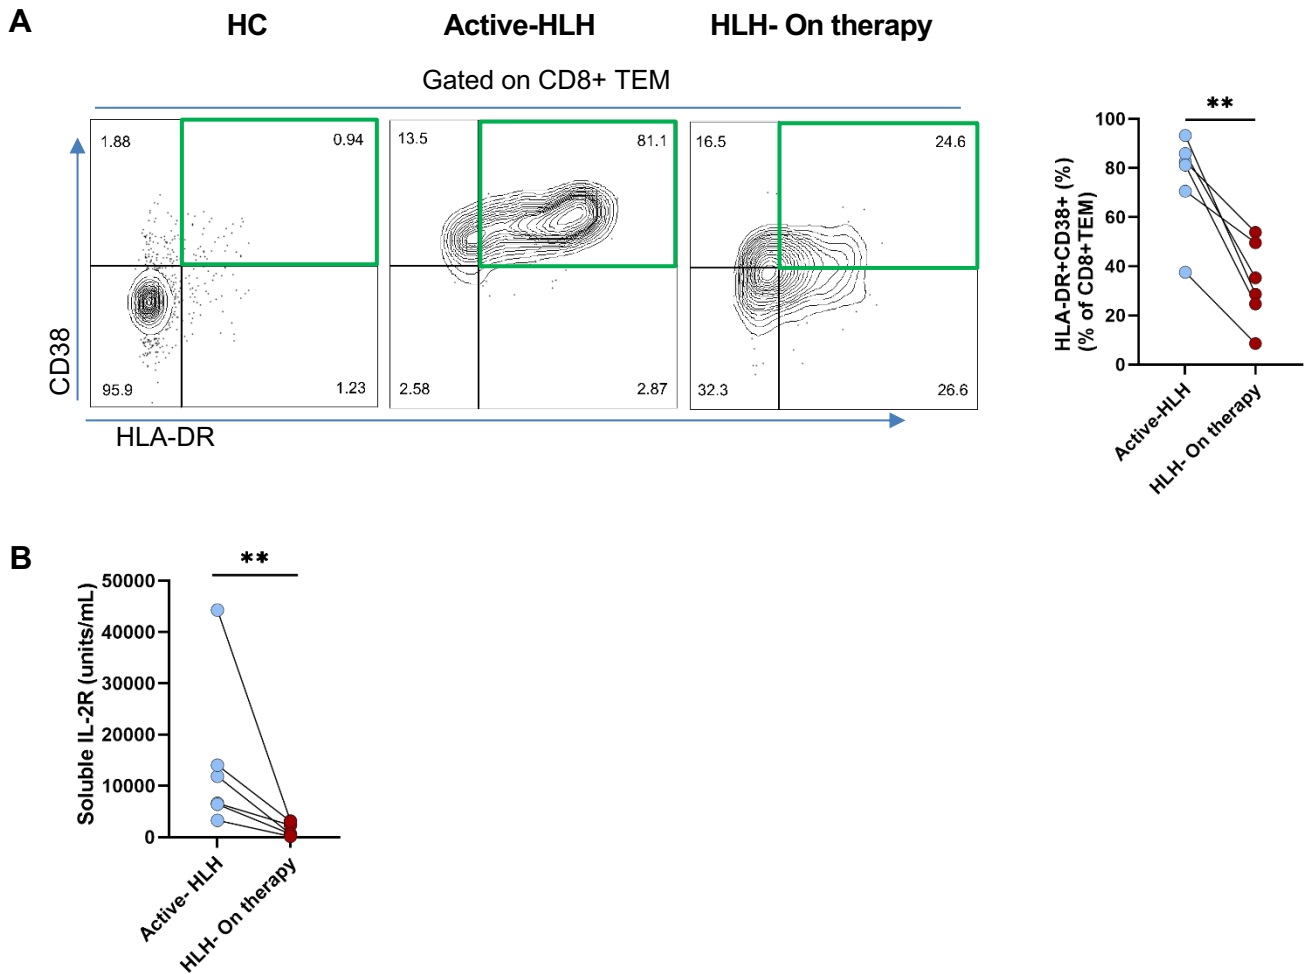 A
HC
Active-HLH
HLH- On therapy
Gated on CD8+ TEM
1.88
0.94
95.9
1.23
13.5
81.1
2.58
2.87
16.5
24.6
32.3
26.6
CD38
HLA-DR
**
HLA-DR+CD38+ (%)
(% of CD8+TEM)
100
80
60
40
20
0
Active-HLH
HLH- On therapy
B
**
Soluble IL-2R (units/mL)
50000
40000
30000
20000
10000
0
Active- HLH
HLH- On therapy